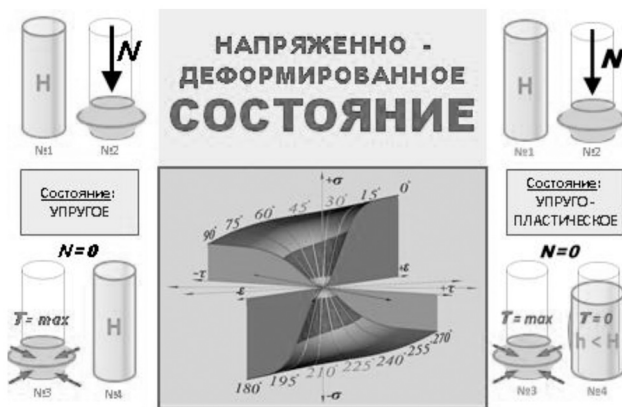 НАПРЯЖЕННО -
ДЕФОРМИРОВАННОЕ
СОСТОЯНИЕ
H
N
№1
№2
H
N
№1
№2
Состояние:
УПРУГОЕ
N=0
T = max
H
№3
№4
+σ
90°
75°
60°
45°
30°
15°
0°
-τ
+ε
-ε
+τ
180°
195°
210°
225°
240°
255°
270°
-σ
Состояние:
УПРУГО-
ПЛАСТИЧЕСКОЕ
N=0
T = max
T = 0
h < H
№3
№4